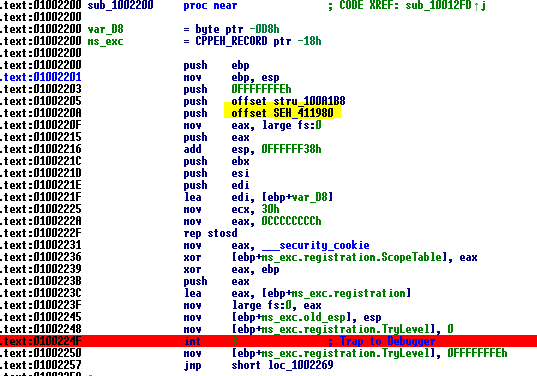 .text:01002200 sub_1002200 proc near ; CODE XREF: sub_10012FD↑j
.text:01002200
.text:01002200 var_D8 = byte ptr -0D8h
.text:01002200 ms_exc = CPPEH_RECORD ptr -18h
.text:01002200
.text:01002200 push ebp
.text:01002201 mov ebp, esp
.text:01002203 push 0FFFFFFFEh
.text:01002205 push offset stru_100A1B8
.text:0100220A push offset SEH_411980
.text:0100220F mov eax, large fs:0
.text:01002215 push eax
.text:01002216 add esp, 0FFFFFF38h
.text:0100221C push ebx
.text:0100221D push esi
.text:0100221E push edi
.text:0100221F lea edi, [ebp+var_D8]
.text:01002225 mov ecx, 30h
.text:0100222A mov eax, 0CCCCCCCCh
.text:0100222F rep stosd
.text:01002231 mov eax, ___security_cookie
.text:01002236 xor [ebp+ms_exc.registration.ScopeTable], eax
.text:01002239 xor eax, ebp
.text:0100223B push eax
.text:0100223C lea eax, [ebp+ms_exc.registration]
.text:0100223F mov large fs:0, eax
.text:01002245 mov [ebp+ms_exc.old_esp], esp
.text:01002248 mov [ebp+ms_exc.registration.TryLevel], 0
.text:0100224F int 3 ; Trap to Debugger
.text:01002250 mov [ebp+ms_exc.registration.TryLevel], 0FFFFFFFEh
.text:01002257 jmp short loc_1002269